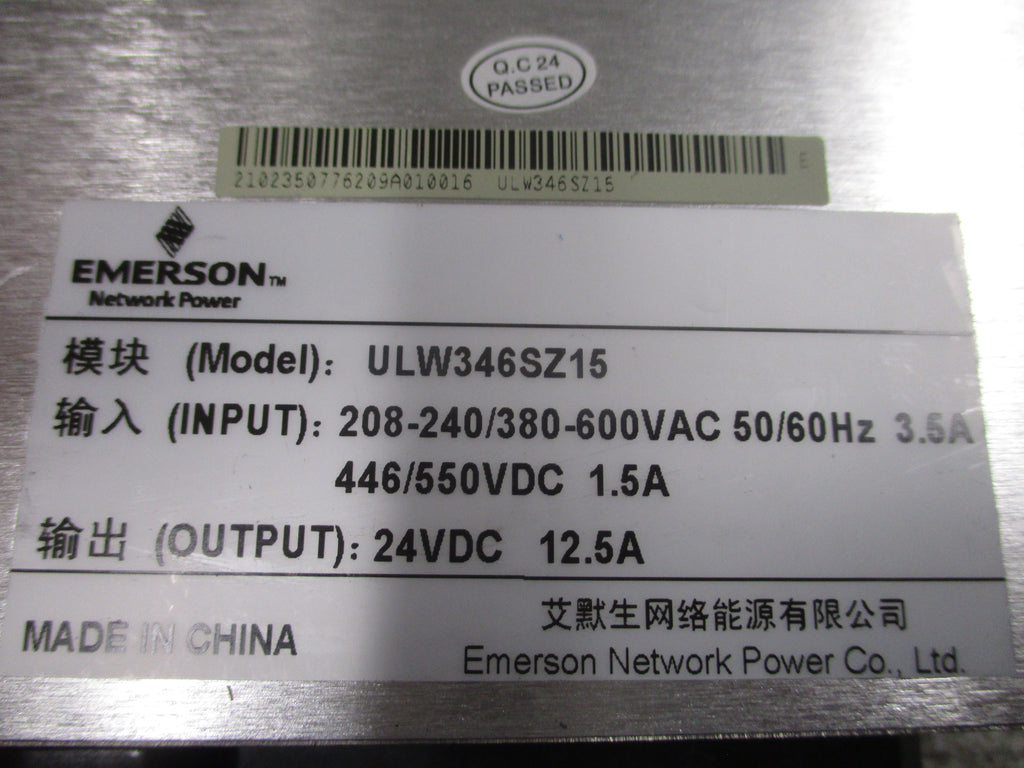 Q.C 24
PASSED
2102350776209A010016 ULW346SZ15
EMERSON™
Network Power
模块 (Model): ULW346SZ15
输入 (INPUT): 208-240/380-600VAC 50/60Hz 3.5A
446/550VDC 1.5A
输出 (OUTPUT): 24VDC 12.5A
MADE IN CHINA
艾默生网络能源有限公司
Emerson Network Power Co., Ltd.